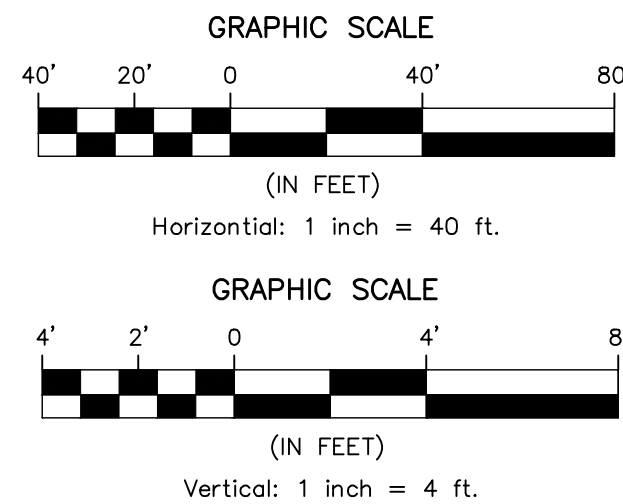 GRAPHIC SCALE
40' 20' 0 40' 80
(IN FEET)
Horizontial: 1 inch = 40 ft.
GRAPHIC SCALE
4' 2' 0 4' 8
(IN FEET)
Vertical: 1 inch = 4 ft.